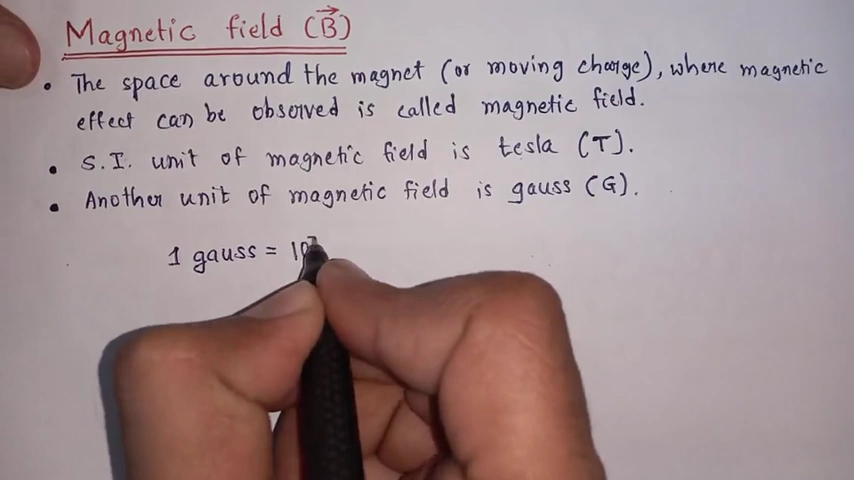 Magnetic field (B⃗)
• The space around the magnet (or moving charge), where magnetic
effect can be observed is called magnetic field.
• S.I. unit of magnetic field is tesla (T).
• Another unit of magnetic field is gauss (G).
1 gauss = 10